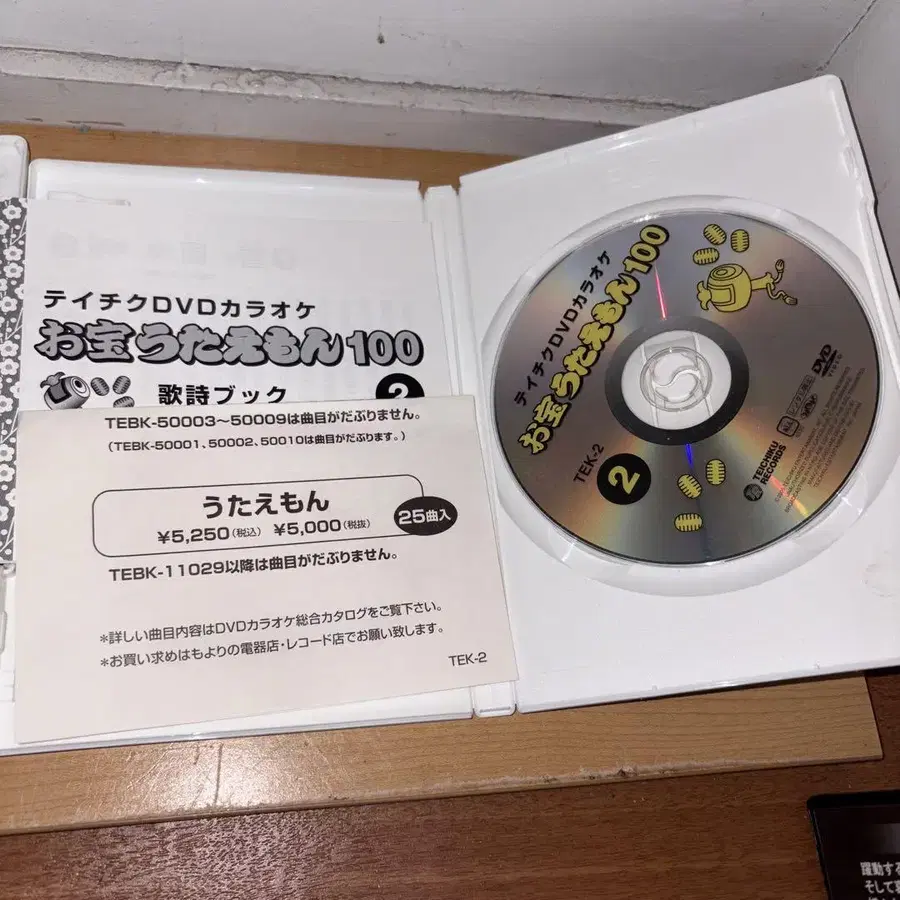 テイチクDVDカラオケ
お宝うたえもん100
歌詩ブック 2
TEBK-50003～50009は曲目がだぶりません。
(TEBK-50001、50002、50010は曲目がだぶります。)
うたえもん
¥5,250(税込) ¥5,000(税抜)
25曲入
TEBK-11029以降は曲目がだぶりません。
*詳しい曲目内容はDVDカラオケ総合カタログをご覧下さい。
*お買い求めはもよりの電器店・レコード店でお願い致します。
TEK-2
テイチクDVDカラオケ
お宝うたえもん100
TEK-2
2
DVD
VIDEO
TEICHIKU
RECORDS
躍動する
そして